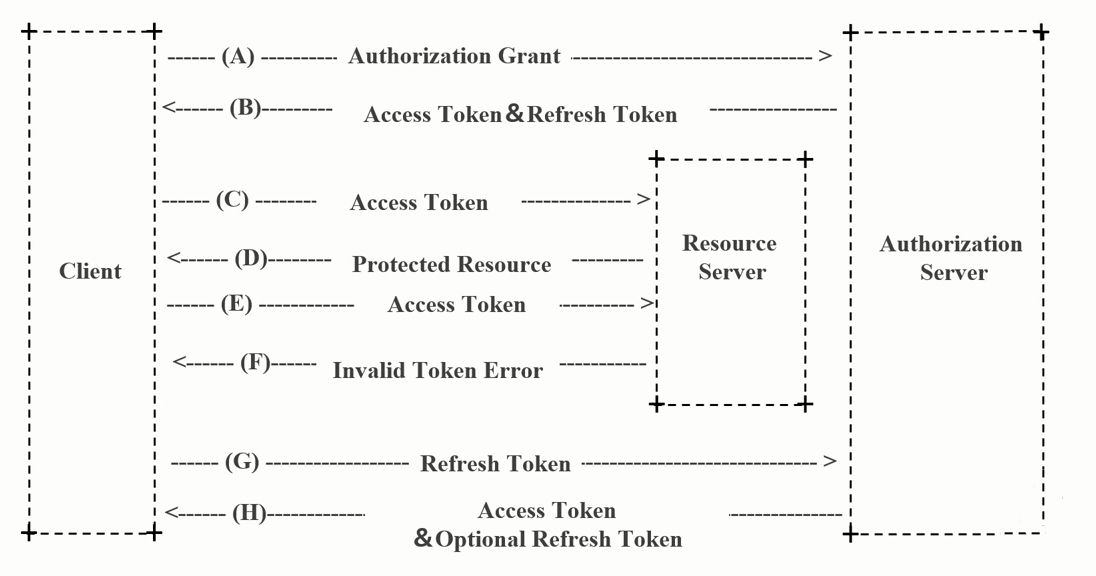 (A) Authorization Grant
(B) Access Token&Refresh Token
(C) Access Token
(D) Protected Resource
(E) Access Token
(F) Invalid Token Error
(G) Refresh Token
(H) Access Token
&Optional Refresh Token
Client
Resource
Server
Authorization
Server